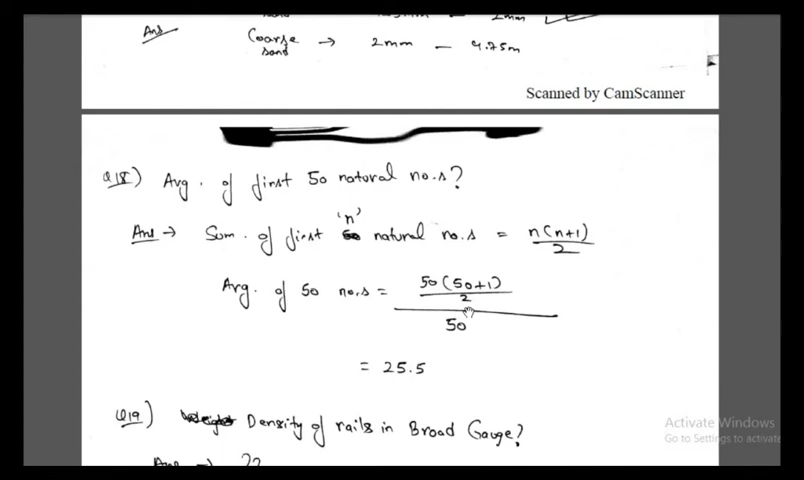 2mm
Ans
Coarse sand → 2mm — 4.75m
Scanned by CamScanner
Q18) Avg. of first 50 natural no.s?
'n'
Ans → Sum. of first natural no.s = n(n+1)/2
Avg. of 50 no.s = 50(50+1)/2
50
= 25.5
Q19) Density of rails in Broad Gauge?
Activate Windows
Go to Settings to activate
Ans → ??